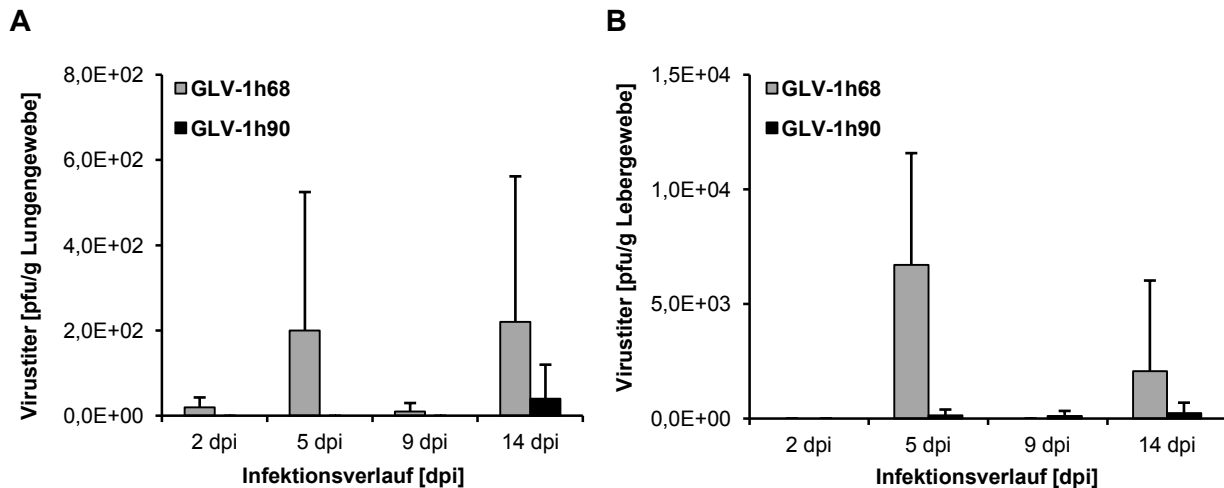 A
Virustiter [pfu/g Lungengewebe]
8,0E+02
6,0E+02
4,0E+02
2,0E+02
0,0E+00
GLV-1h68
GLV-1h90
2 dpi 5 dpi 9 dpi 14 dpi
Infektionsverlauf [dpi]
B
Virustiter [pfu/g Lebergewebe]
1,5E+04
1,0E+04
5,0E+03
0,0E+00
GLV-1h68
GLV-1h90
2 dpi 5 dpi 9 dpi 14 dpi
Infektionsverlauf [dpi]